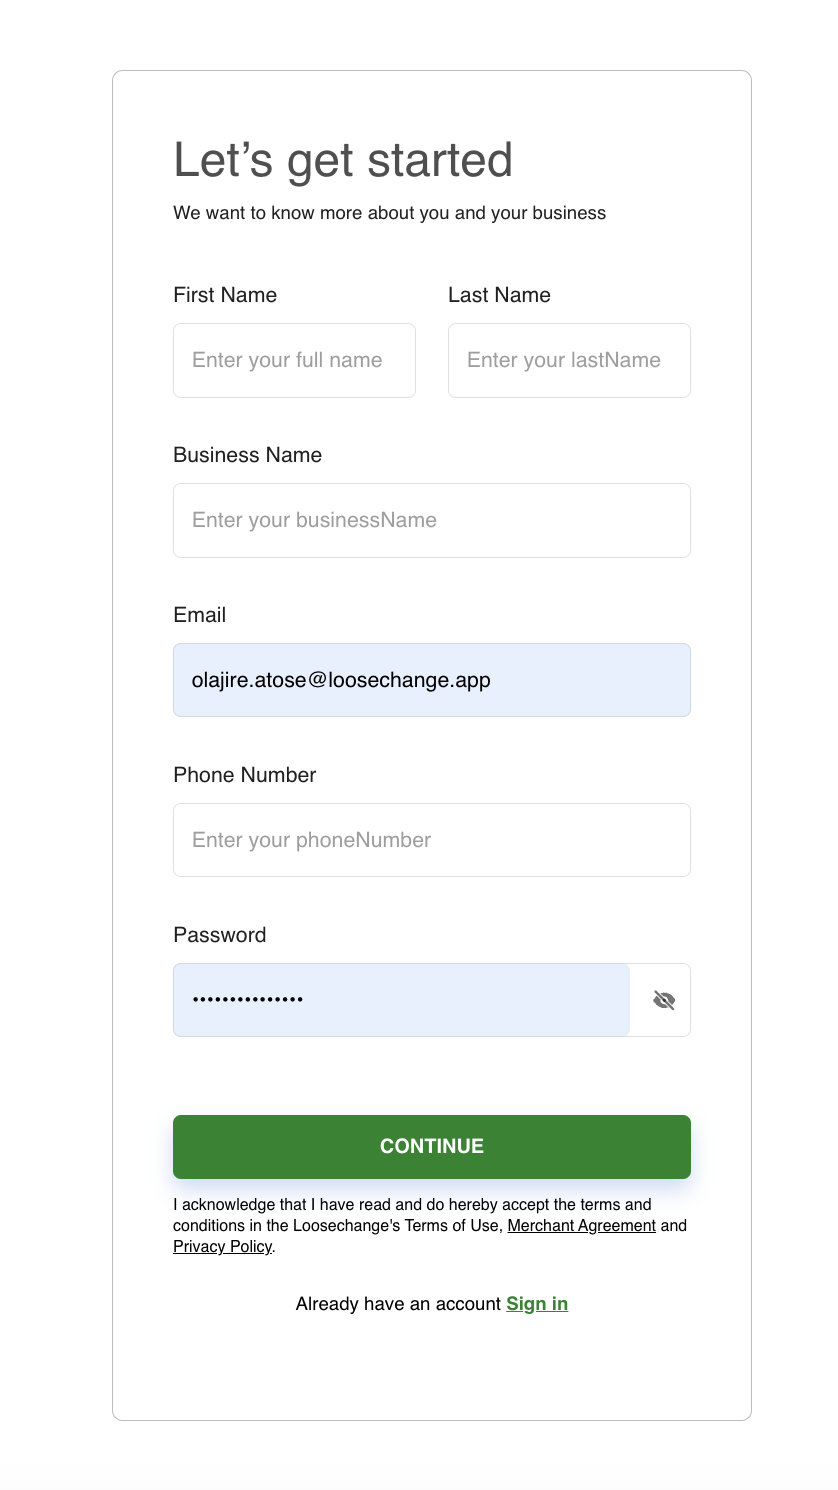 Let’s get started
We want to know more about you and your business
First Name
Last Name
Enter your full name
Enter your lastName
Business Name
Enter your businessName
Email
olajire.atose@loosechange.app
Phone Number
Enter your phoneNumber
Password
•••••••••••••••
CONTINUE
I acknowledge that I have read and do hereby accept the terms and
conditions in the Loosechange's Terms of Use, Merchant Agreement and
Privacy Policy.
Already have an account Sign in